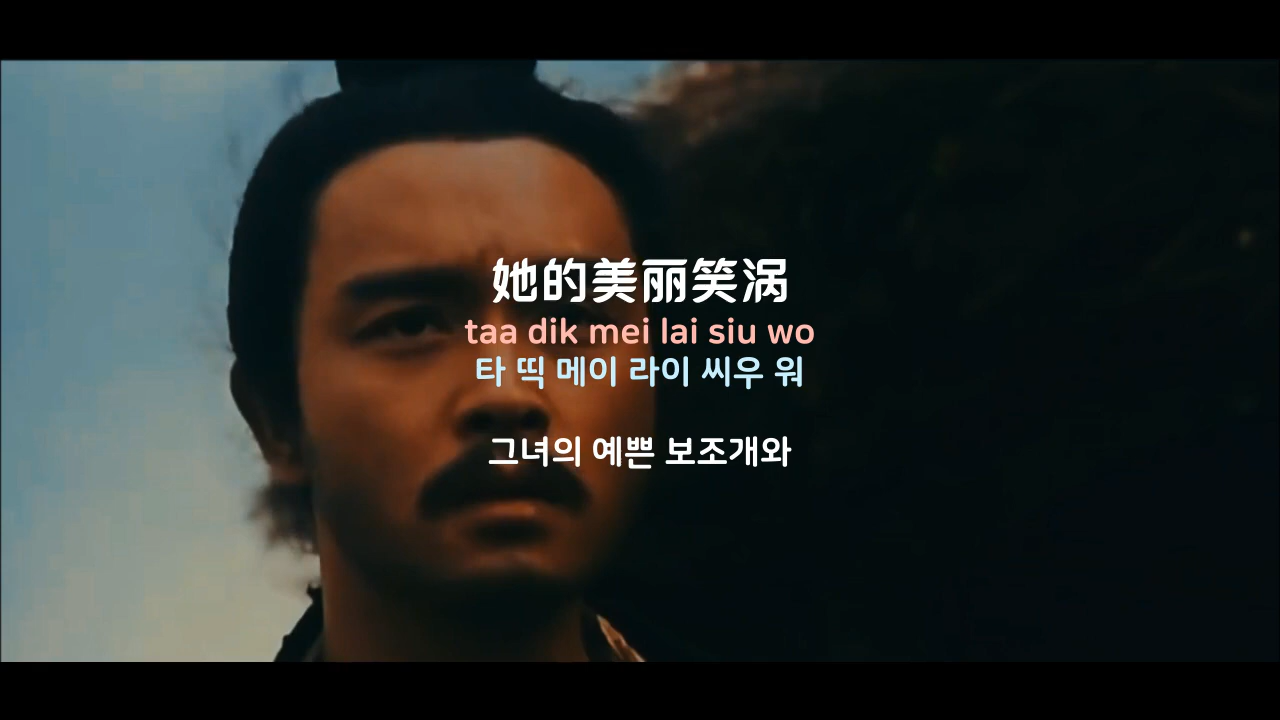 她的美丽笑涡
taa dik mei lai siu wo
타 띡 메이 라이 씨우 워
그녀의 예쁜 보조개와